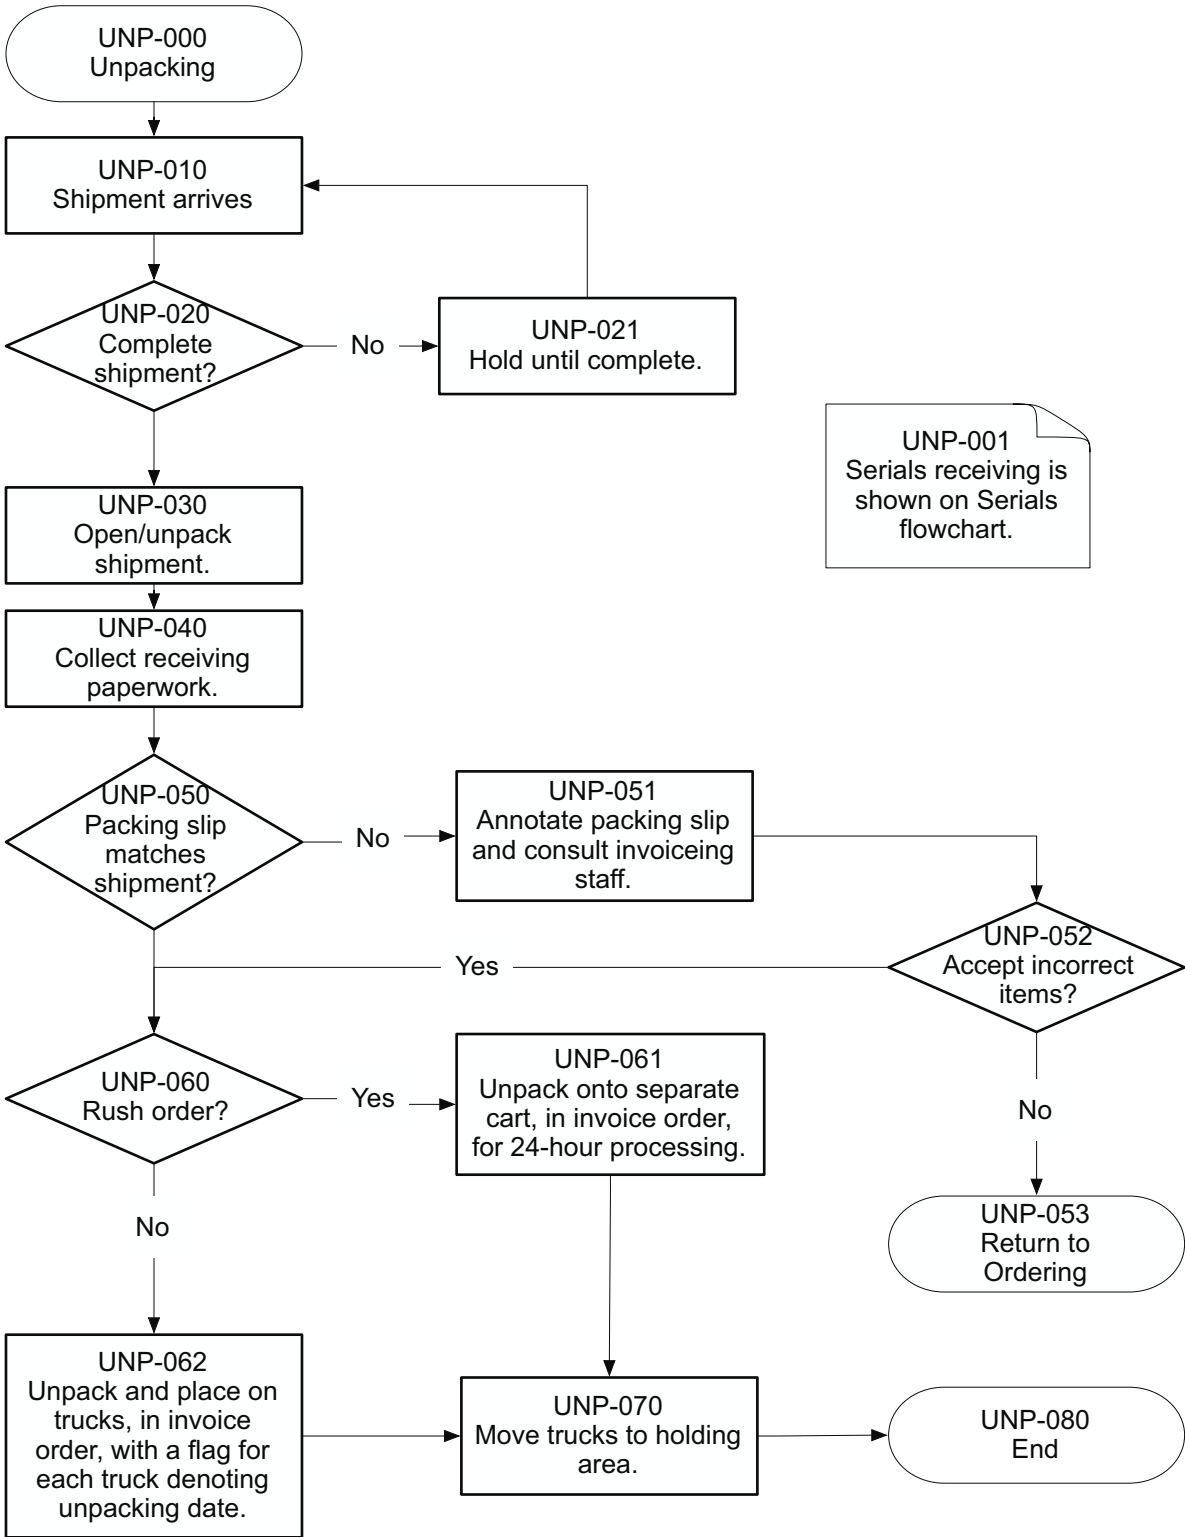 UNP-000
Unpacking
UNP-010
Shipment arrives
UNP-020
Complete
shipment?
No
UNP-021
Hold until complete.
UNP-001
Serials receiving is
shown on Serials
flowchart.
UNP-030
Open/unpack
shipment.
UNP-040
Collect receiving
paperwork.
UNP-050
Packing slip
matches
shipment?
No
UNP-051
Annotate packing slip
and consult invoiceing
staff.
UNP-052
Accept incorrect
items?
Yes
UNP-060
Rush order?
Yes
UNP-061
Unpack onto separate
cart, in invoice order,
for 24-hour processing.
No
UNP-053
Return to
Ordering
No
UNP-062
Unpack and place on
trucks, in invoice
order, with a flag for
each truck denoting
unpacking date.
UNP-070
Move trucks to holding
area.
UNP-080
End